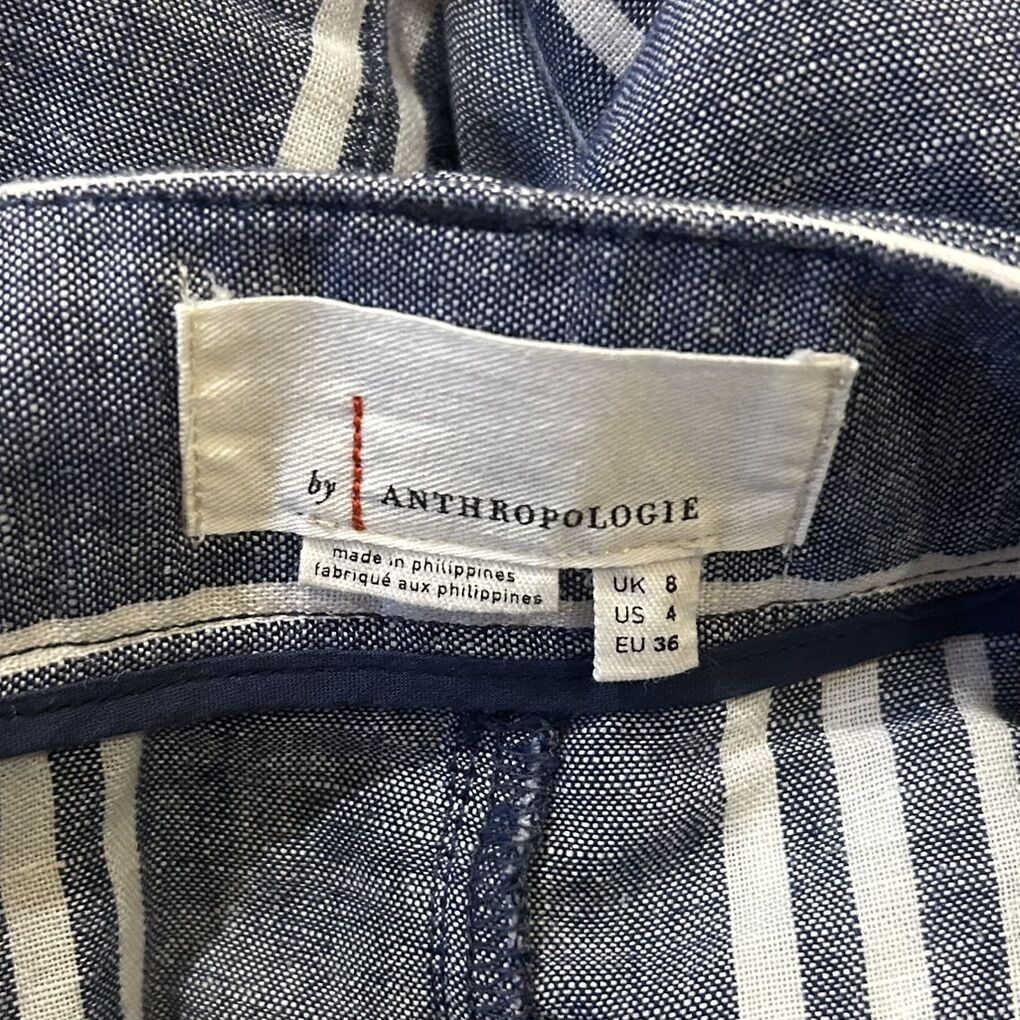 by ANTHROPOLOGIE
made in philippines
fabriqué aux philippines
UK 8
US 4
EU 36